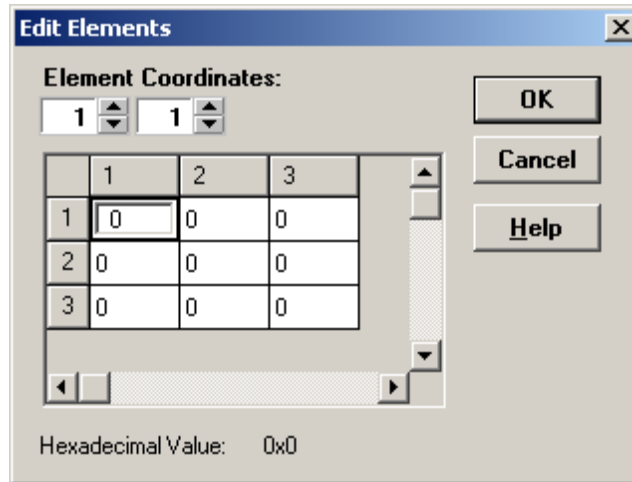 Edit Elements
Element Coordinates:
1 1
OK
Cancel
Help
1 2 3
1 0 0 0
2 0 0 0
3 0 0 0
Hexadecimal Value: 0x0